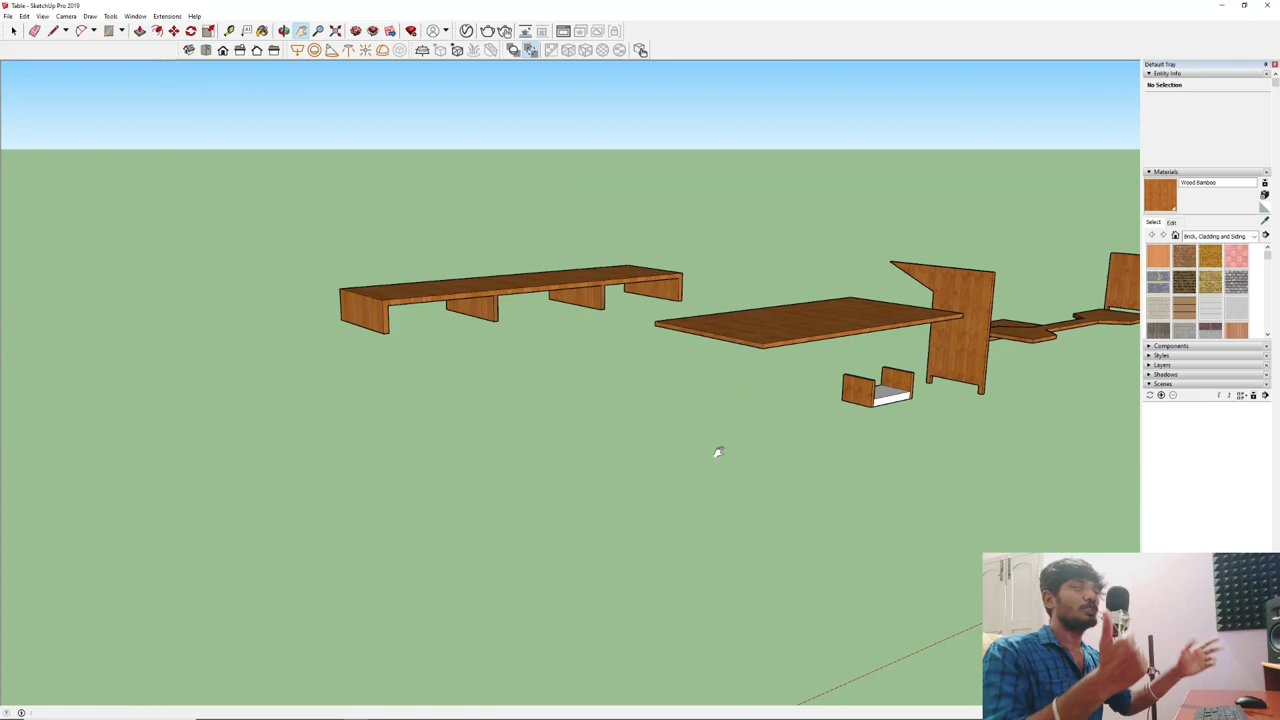 Table - SketchUp Pro 2019
File Edit View Camera Draw Tools Window Extensions Help
Default Tray
Entity Info
No Selection
Materials
Wood Bamboo
Select Edit
Brick, Cladding and Siding
Components
Styles
Layers
Shadows
Scenes